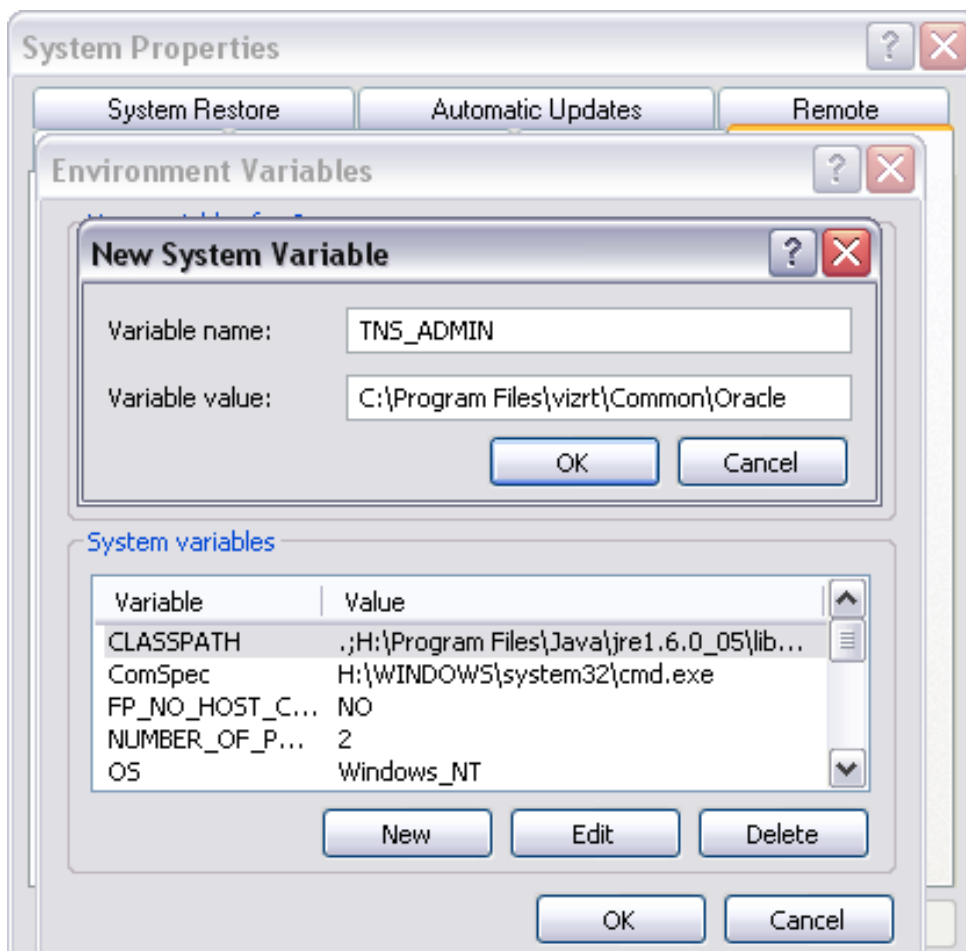 System Properties
System Restore Automatic Updates Remote
Environment Variables
New System Variable
Variable name: TNS_ADMIN
Variable value: C:\Program Files\vizrt\Common\Oracle
OK Cancel
System variables
Variable Value
CLASSPATH .;H:\Program Files\Java\jre1.6.0_05\lib...
ComSpec H:\WINDOWS\system32\cmd.exe
FP_NO_HOST_C... NO
NUMBER_OF_P... 2
OS Windows_NT
New Edit Delete
OK Cancel